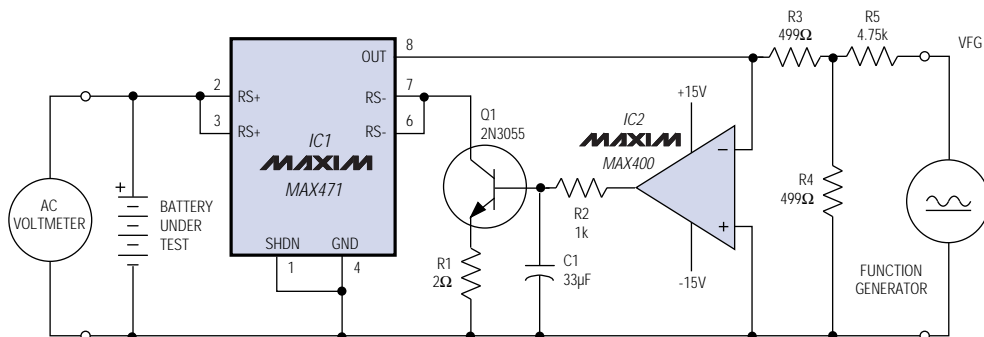 R3
499Ω
R5
4.75k
VFG
8
OUT
2
RS+
3
RS+
7
RS-
6
RS-
IC1
MAXIM
MAX471
SHDN
1
GND
4
Q1
2N3055
+15V
IC2
MAXIM
MAX400
−
+
-15V
R2
1k
C1
33µF
R1
2Ω
R4
499Ω
AC
VOLTMETER
+
BATTERY
UNDER
TEST
FUNCTION
GENERATOR